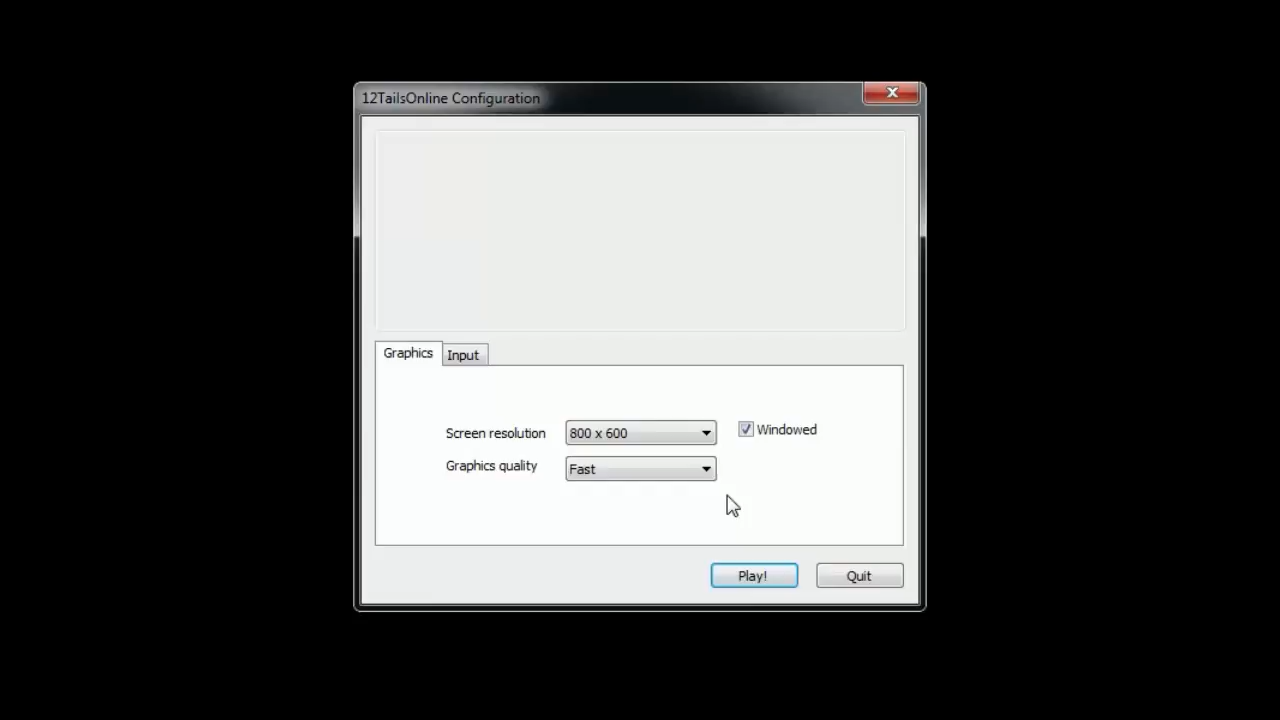 12TailsOnline Configuration
Graphics
Input
Screen resolution
800 x 600
Windowed
Graphics quality
Fast
Play!
Quit